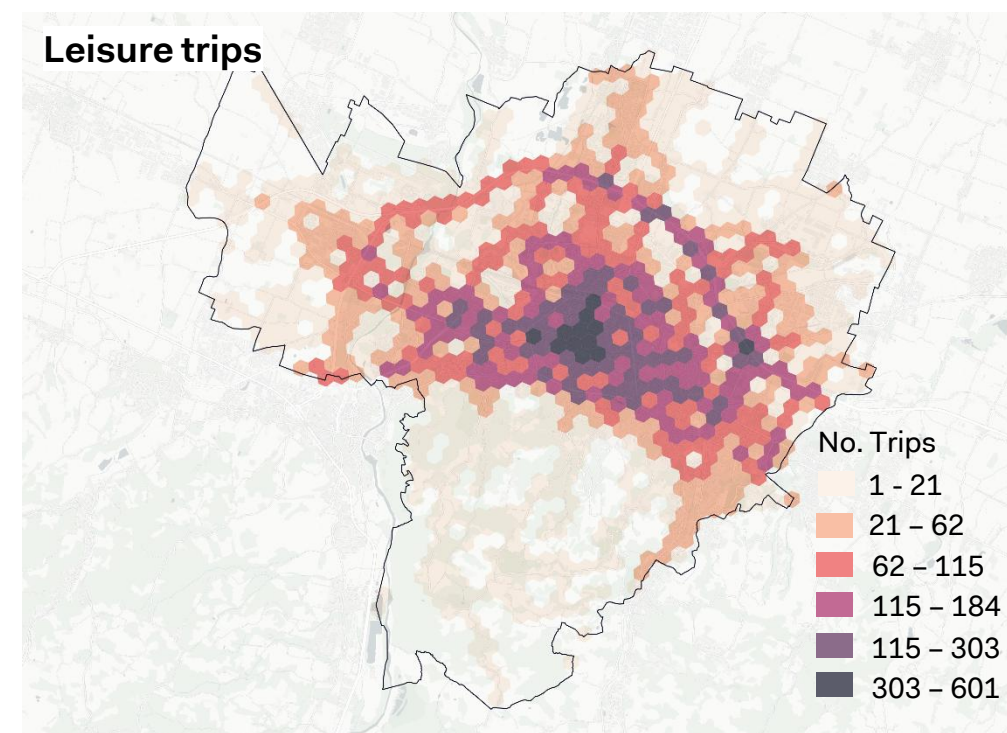 Leisure trips
No. Trips
1 - 21
21 – 62
62 – 115
115 – 184
115 – 303
303 – 601